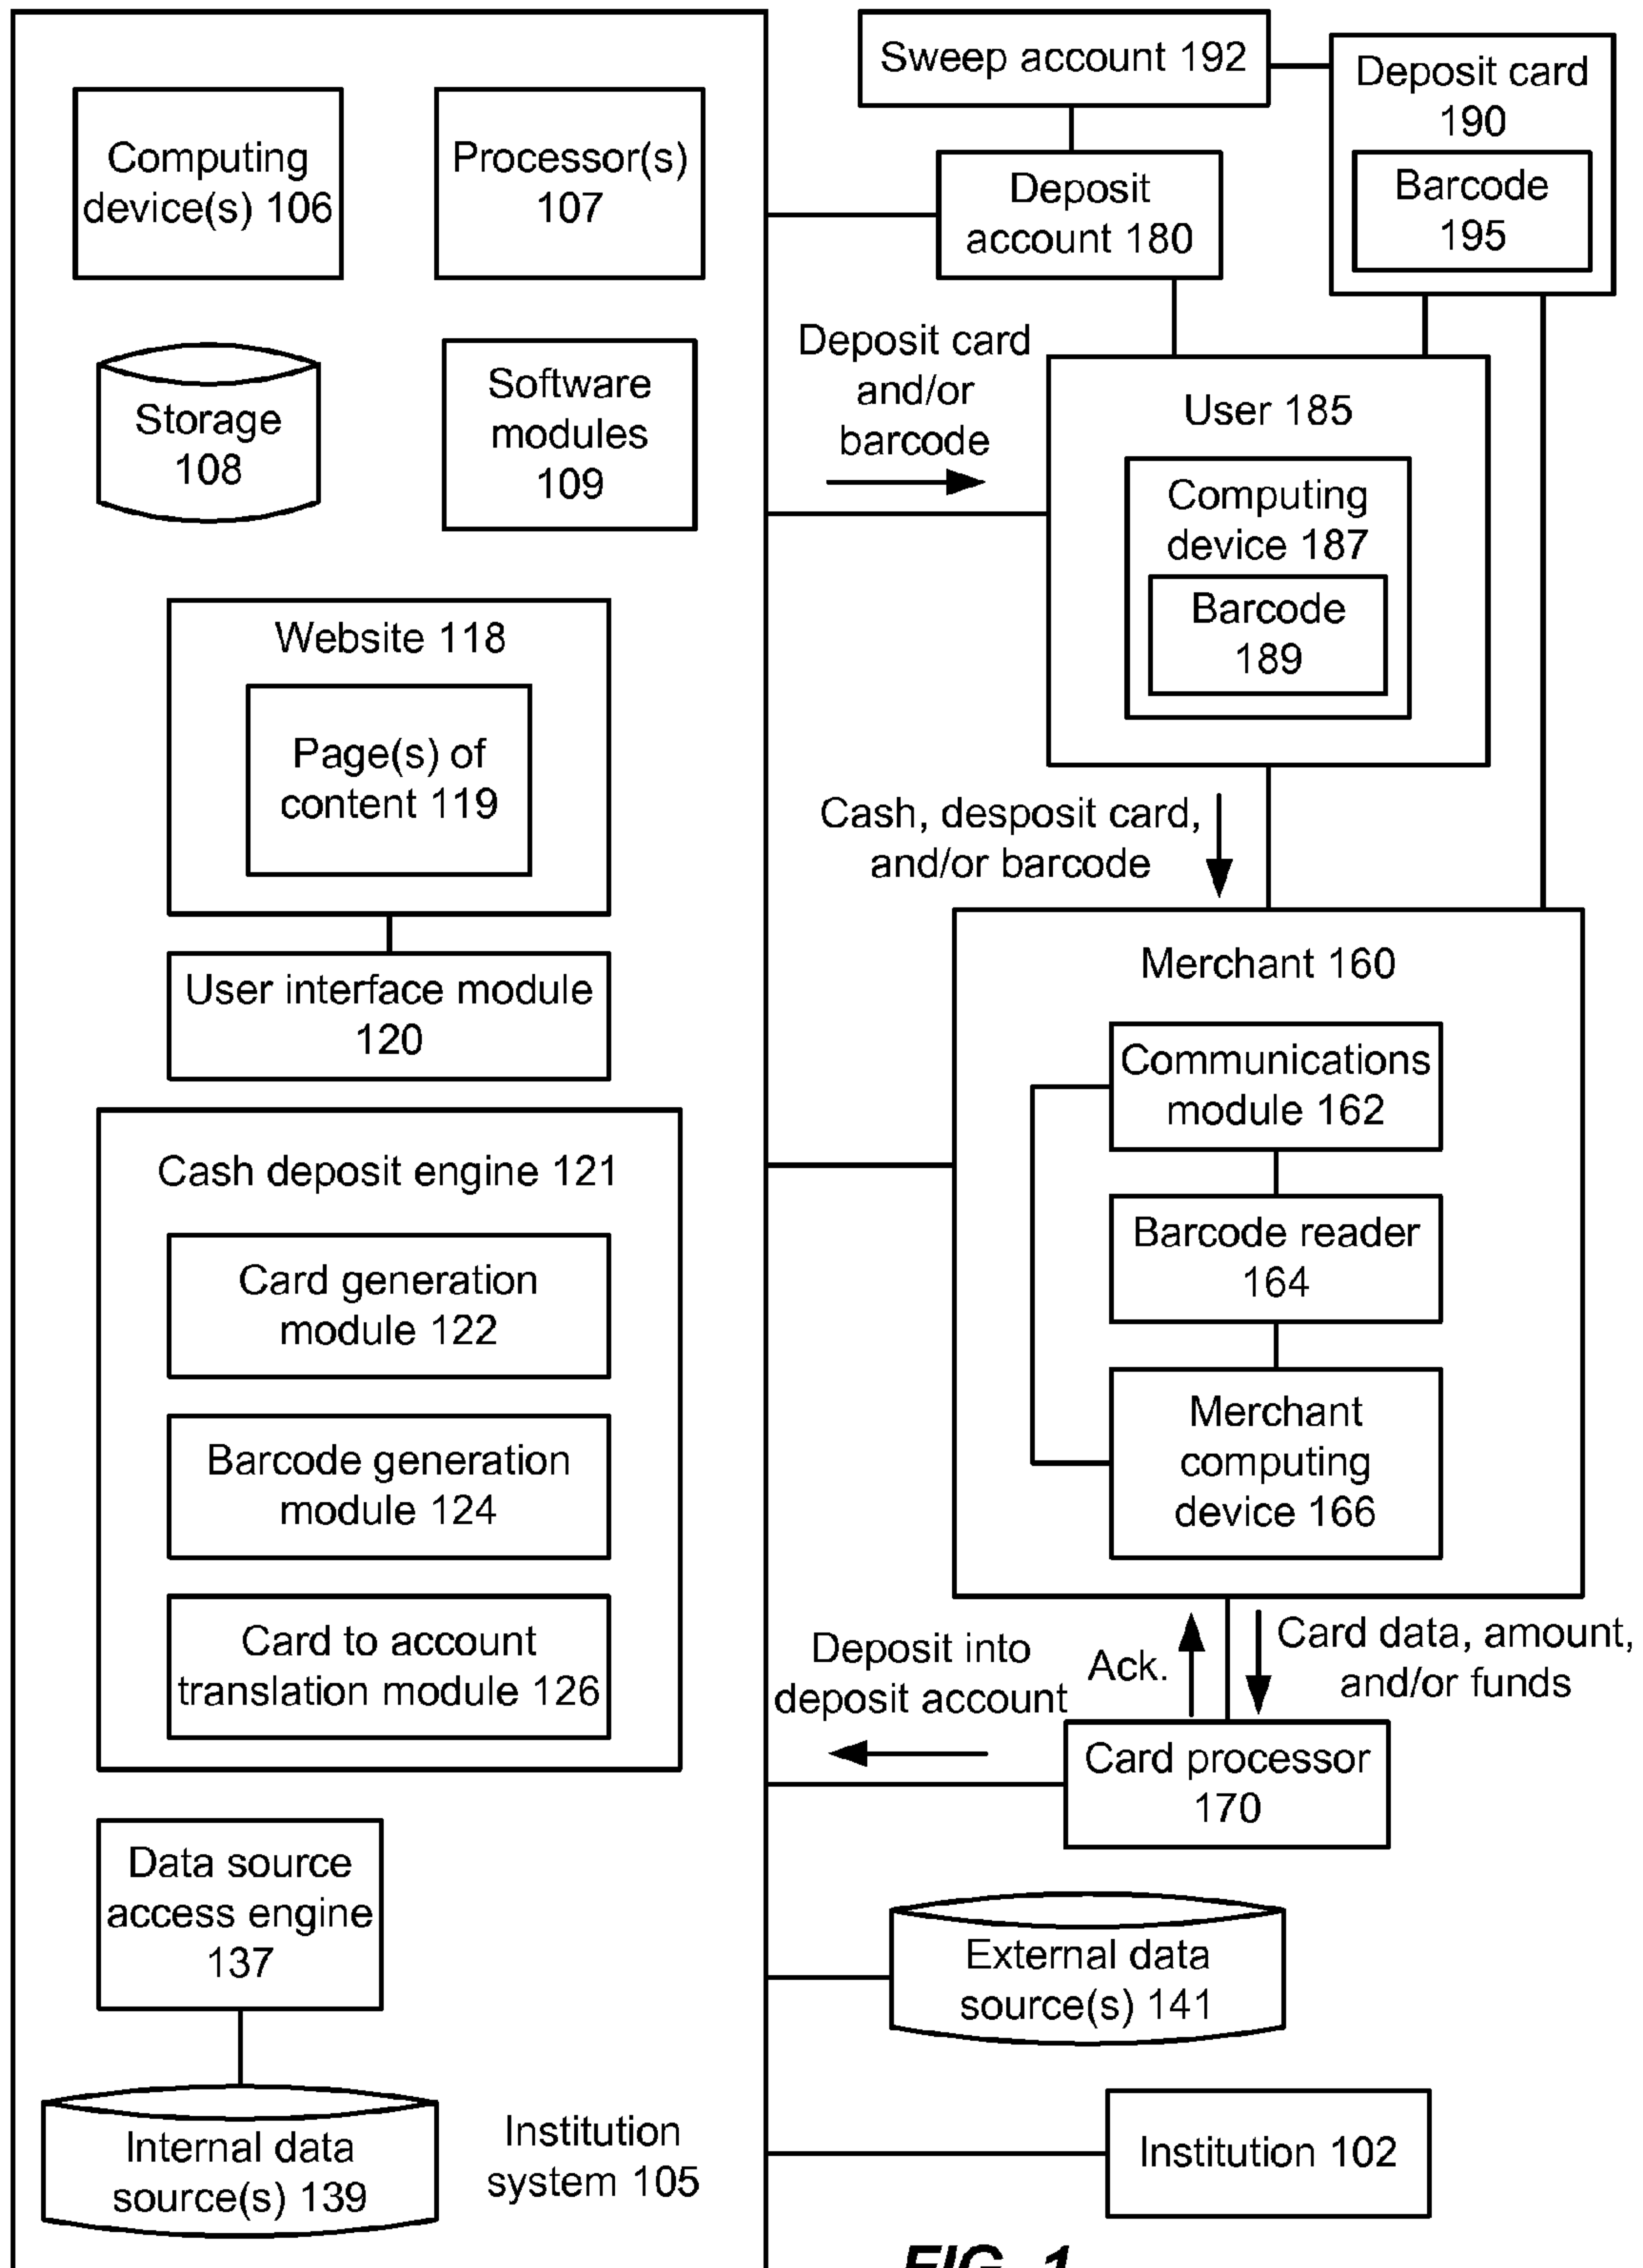 Computing
device(s) 106
Processor(s)
107
Storage
108
Software
modules
109
Website 118
Page(s) of
content 119
User interface module
120
Cash deposit engine 121
Card generation
module 122
Barcode generation
module 124
Card to account
translation module 126
Data source
access engine
137
Internal data
source(s) 139
Institution
system 105
Sweep account 192
Deposit card
190
Barcode
195
Deposit
account 180
Deposit card
and/or
barcode
User 185
Computing
device 187
Barcode
189
Cash, desposit card,
and/or barcode
Merchant 160
Communications
module 162
Barcode reader
164
Merchant
computing
device 166
Deposit into
deposit account
Ack.
Card data, amount,
and/or funds
Card processor
170
External data
source(s) 141
Institution 102
FIG. 1